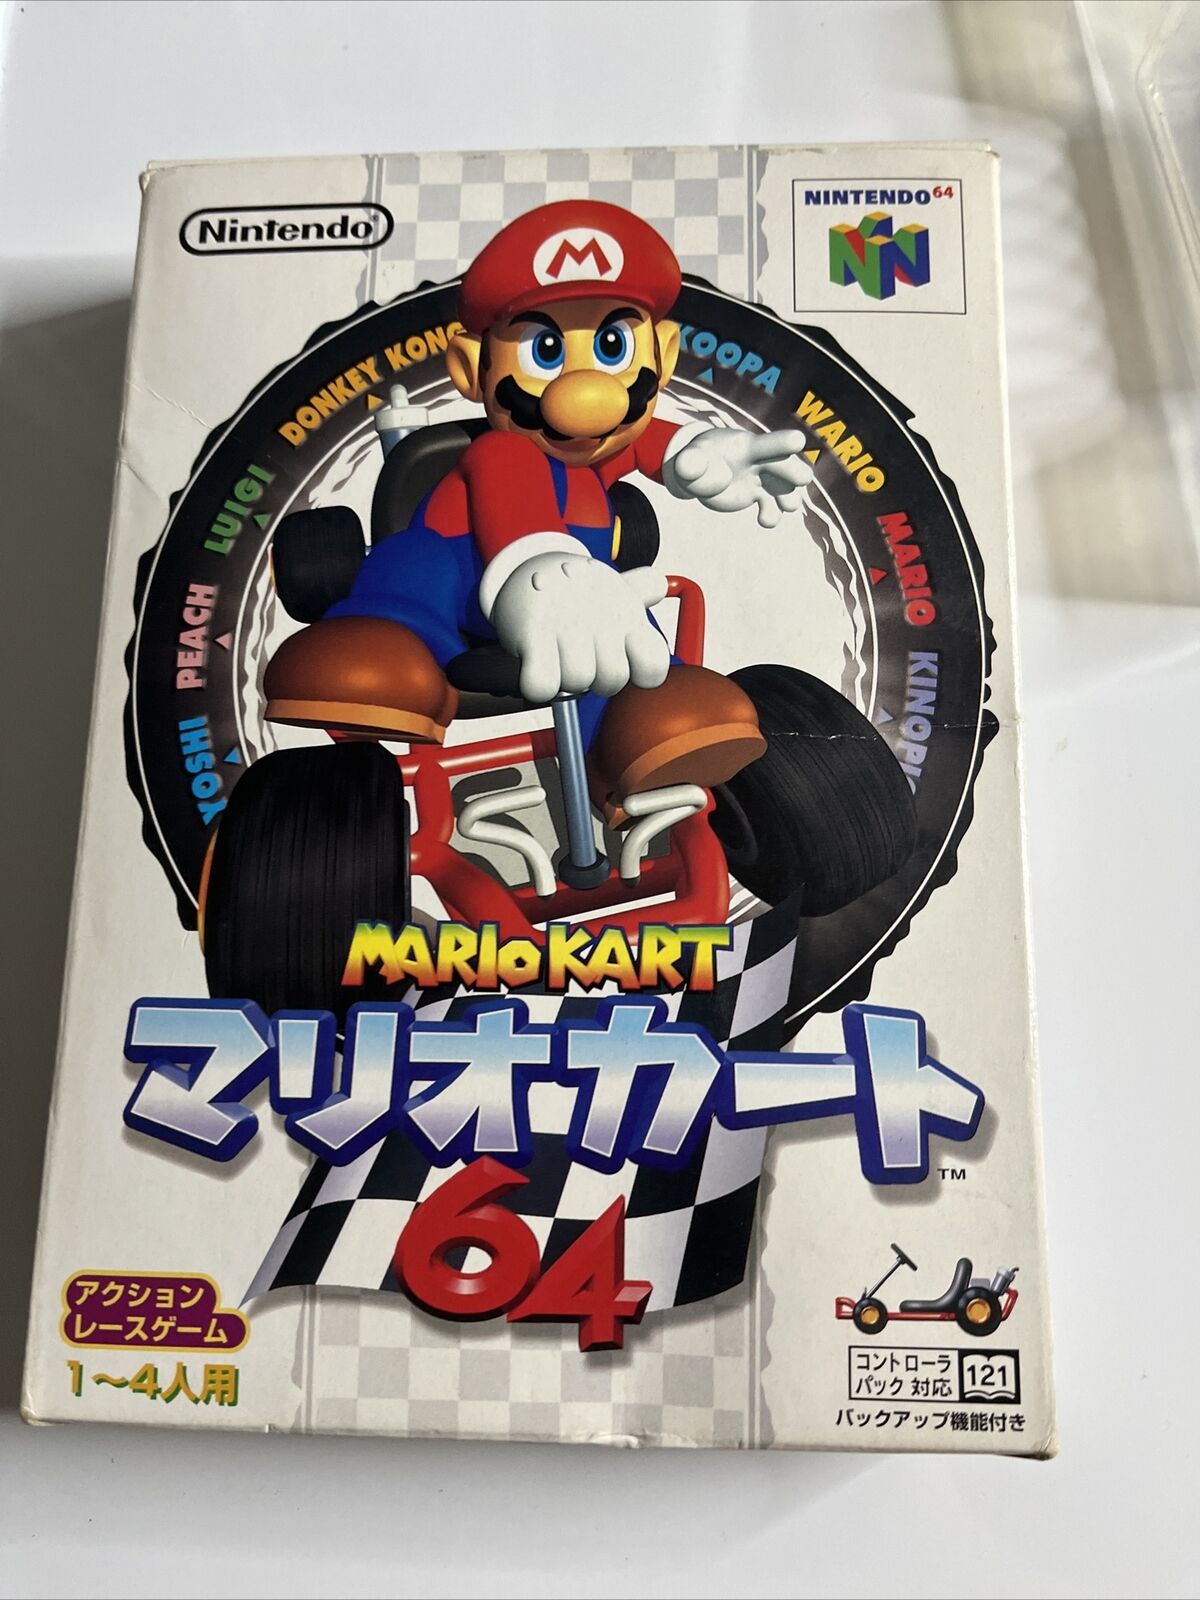 Nintendo®
NINTENDO64
YOSHI
PEACH
LUIGI
DONKEY KONG
M
KOOPA
WARIO
MARIO
MARIO KART
マリオカート
64
TM
アクション
レースゲーム
1～4人用
コントローラ
パック 対応
121
バックアップ機能付き